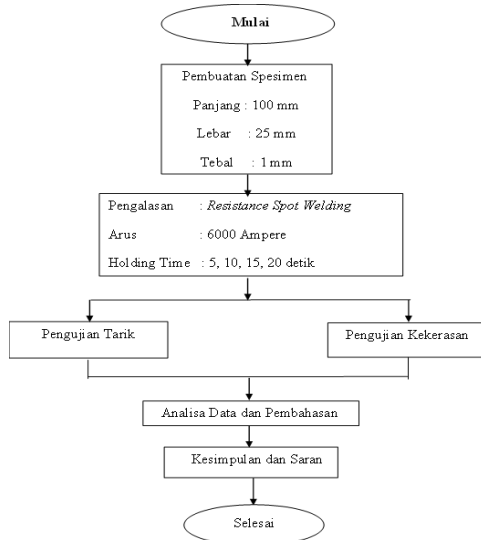 Mulai
Pembuatan Spesimen
Panjang : 100 mm
Lebar : 25 mm
Tebal : 1 mm
Pengalasan : Resistance Spot Welding
Arus : 6000 Ampere
Holding Time : 5, 10, 15, 20 detik
Pengujian Tarik
Pengujian Kekerasan
Analisa Data dan Pembahasan
Kesimpulan dan Saran
Selesai